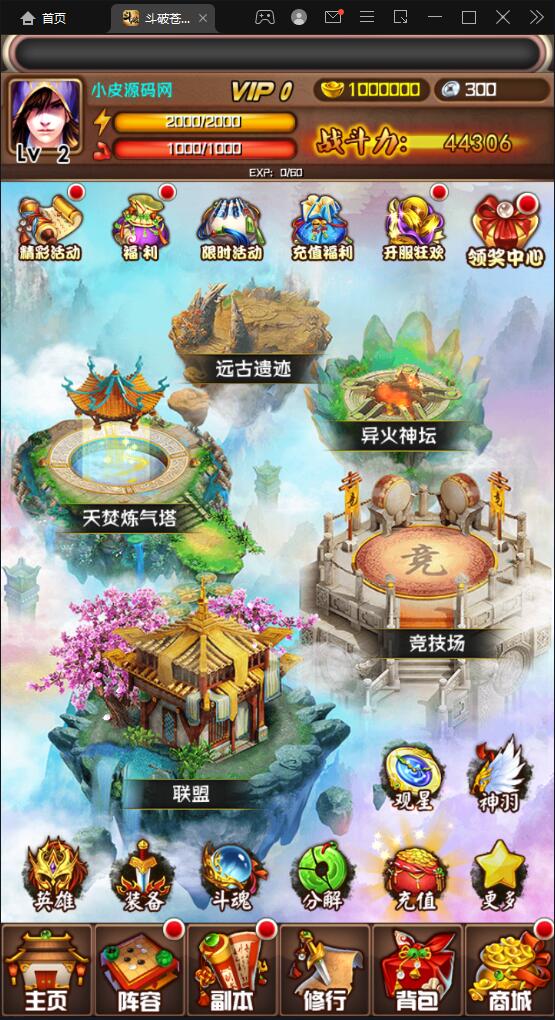 首页
斗破苍...
小皮源码网
VIP 0
1000000
300
2000/2000
1000/1000
战斗力: 44306
Lv 2
EXP: 0/60
精彩活动
福利
限时活动
充值福利
开服狂欢
领奖中心
远古遗迹
异火神坛
天焚炼气塔
竞
竞
竞
竞技场
联盟
观星
神羽
英雄
装备
斗魂
分解
充值
更多
主页
阵容
副本
修行
背包
商城